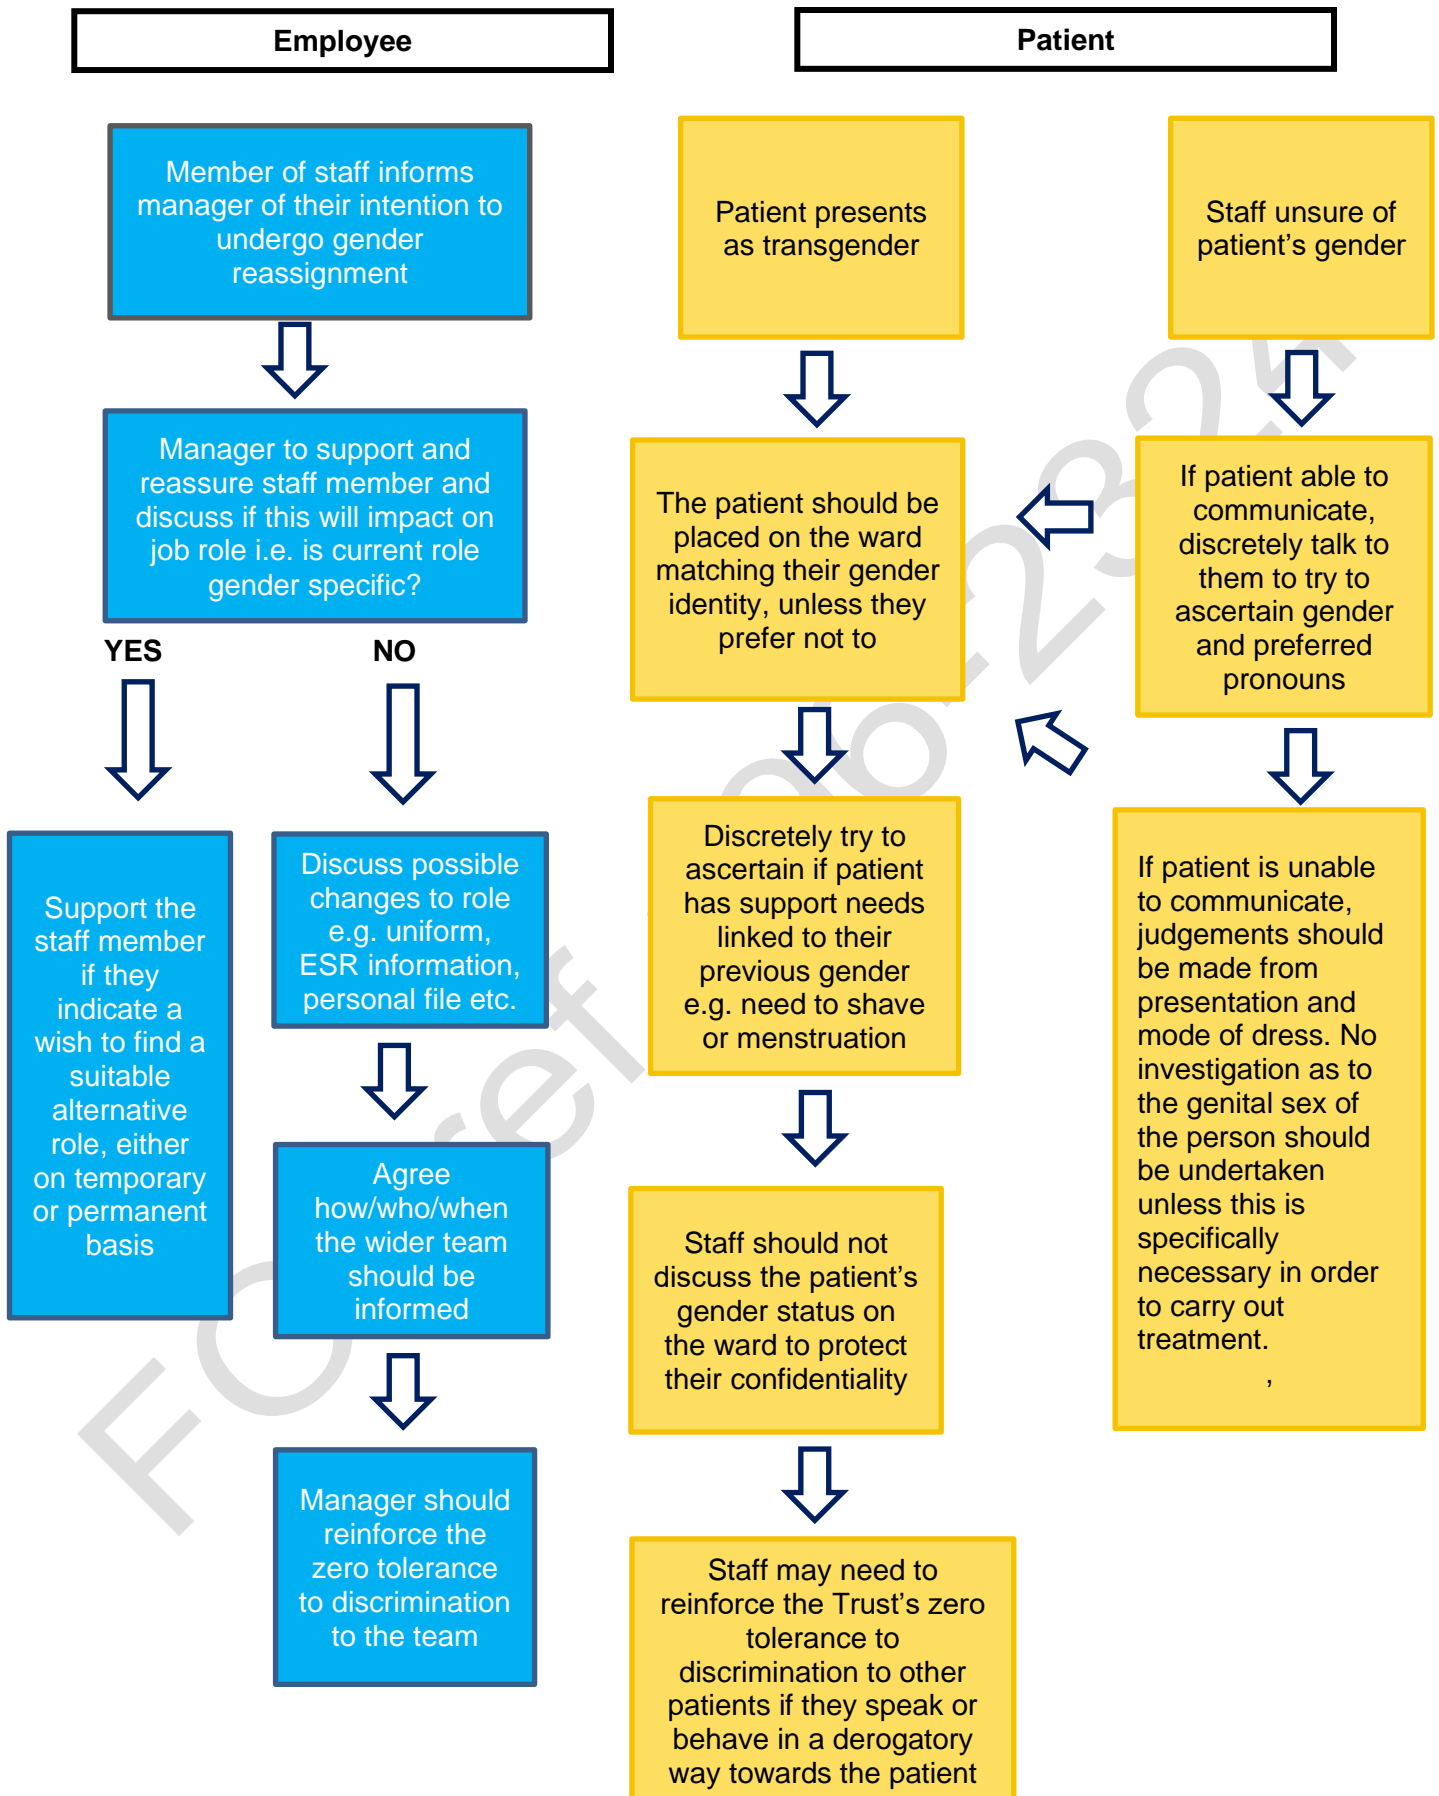 Employee
Patient
Member of staff informs
manager of their intention to
undergo gender
reassignment
Manager to support and
reassure staff member and
discuss if this will impact on
job role i.e. is current role
gender specific?
YES
NO
Support the
staff member
if they
indicate a
wish to find a
suitable
alternative
role, either
on temporary
or permanent
basis
Discuss possible
changes to role
e.g. uniform,
ESR information,
personal file etc.
Agree
how/who/when
the wider team
should be
informed
Manager should
reinforce the
zero tolerance
to discrimination
to the team
Patient presents
as transgender
The patient should be
placed on the ward
matching their gender
identity, unless they
prefer not to
Discretely try to
ascertain if patient
has support needs
linked to their
previous gender
e.g. need to shave
or menstruation
Staff should not
discuss the patient's
gender status on
the ward to protect
their confidentiality
Staff may need to
reinforce the Trust's zero
tolerance to
discrimination to other
patients if they speak or
behave in a derogatory
way towards the patient
Staff unsure of
patient's gender
If patient able to
communicate,
discretely talk to
them to try to
ascertain gender
and preferred
pronouns
If patient is unable
to communicate,
judgements should
be made from
presentation and
mode of dress. No
investigation as to
the genital sex of
the person should
be undertaken
unless this is
specifically
necessary in order
to carry out
treatment.
,